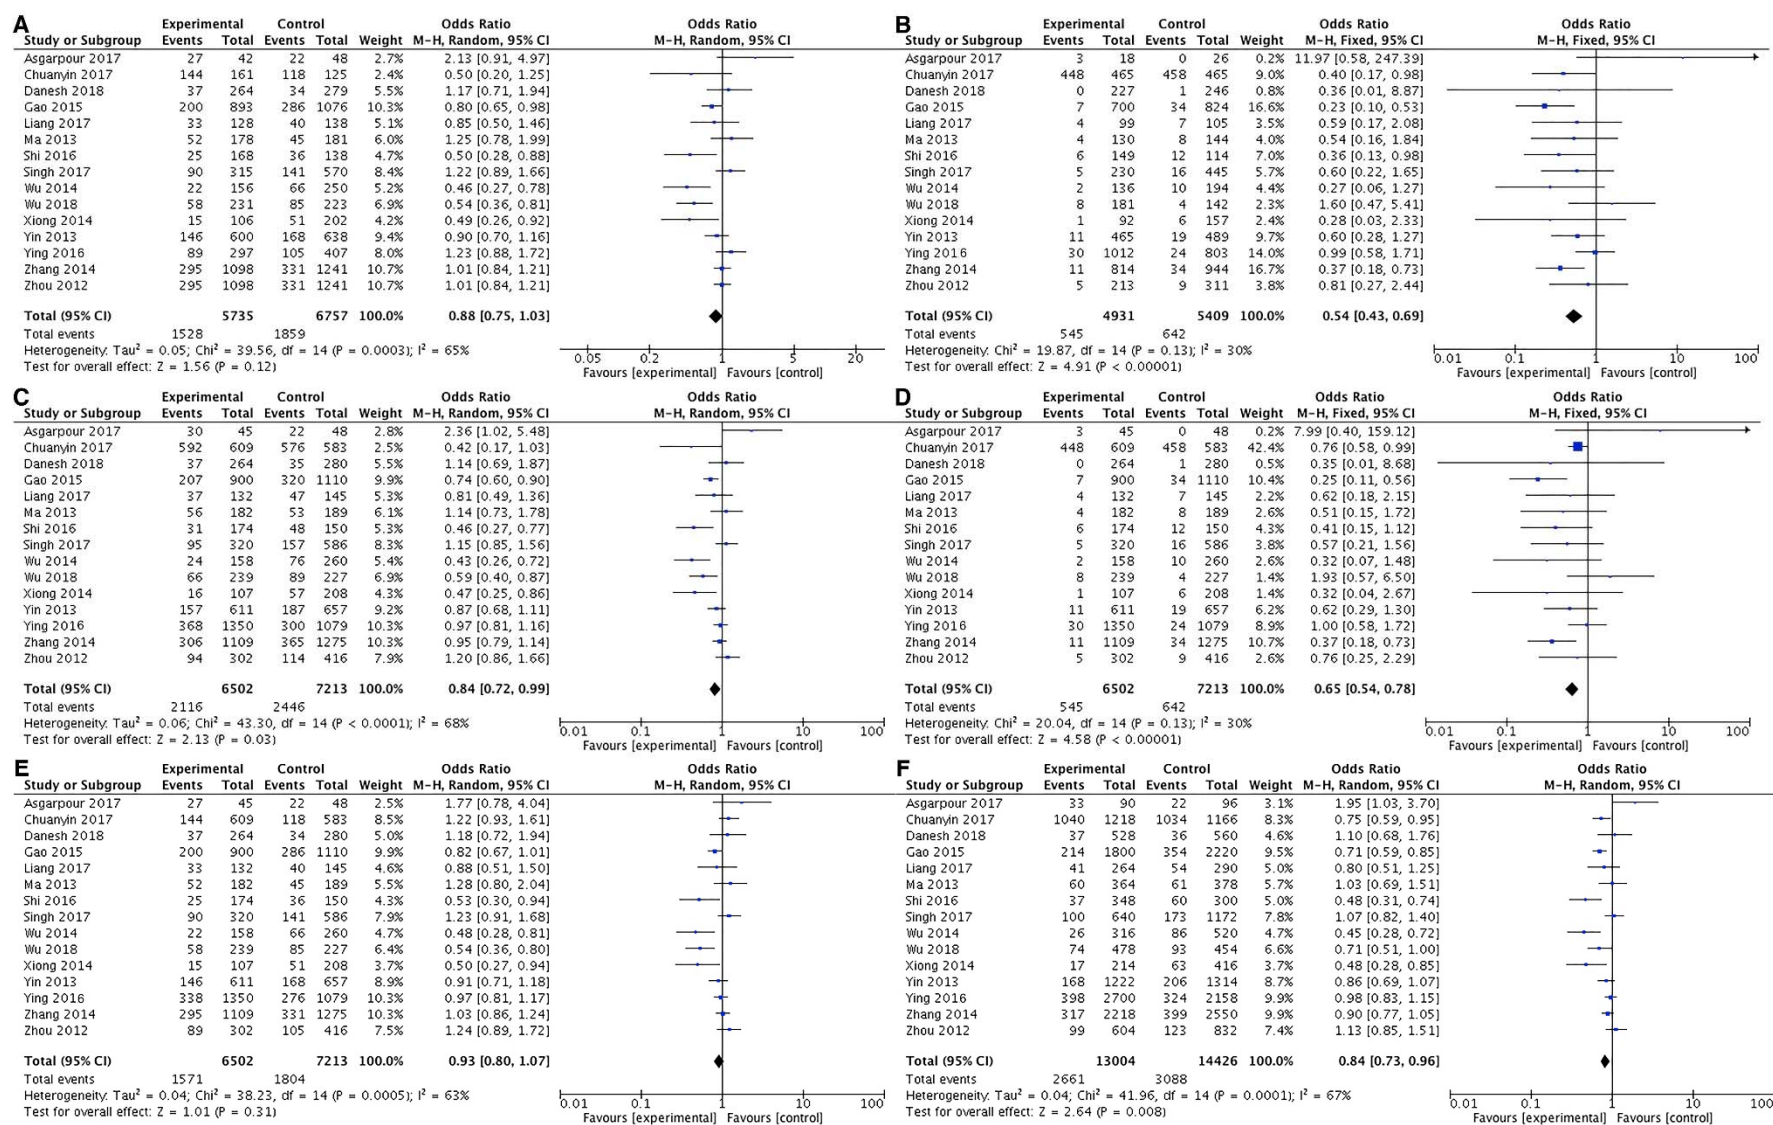 A
Experimental Control Odds Ratio Odds Ratio
Study or Subgroup Events Total Events Total Weight M-H, Random, 95% CI M-H, Random, 95% CI
Asgarpour 2017 27 42 22 48 2.7% 2.13 [0.91, 4.97]
Chuanyin 2017 144 161 118 125 2.4% 0.50 [0.20, 1.25]
Danesh 2018 37 264 34 279 5.5% 1.17 [0.71, 1.94]
Gao 2015 200 893 286 1076 10.3% 0.80 [0.65, 0.98]
Liang 2017 33 128 40 138 5.1% 0.85 [0.50, 1.46]
Ma 2013 52 178 45 181 6.0% 1.25 [0.78, 1.99]
Shi 2016 25 168 36 138 4.7% 0.50 [0.28, 0.88]
Singh 2017 90 315 141 570 8.4% 1.22 [0.89, 1.66]
Wu 2014 22 156 66 250 5.2% 0.46 [0.27, 0.78]
Wu 2018 58 231 85 223 6.9% 0.54 [0.36, 0.81]
Xiong 2014 15 106 51 202 4.2% 0.49 [0.26, 0.92]
Yin 2013 146 600 168 638 9.4% 0.90 [0.70, 1.16]
Ying 2016 89 297 105 407 8.0% 1.23 [0.88, 1.72]
Zhang 2014 295 1098 331 1241 10.7% 1.01 [0.84, 1.21]
Zhou 2012 295 1098 331 1241 10.7% 1.01 [0.84, 1.21]
Total (95% CI) 5735 6757 100.0% 0.88 [0.75, 1.03]
Total events 1528 1859
Heterogeneity: Tau² = 0.05; Chi² = 39.56, df = 14 (P = 0.0003); I² = 65%
Test for overall effect: Z = 1.56 (P = 0.12)
0.05 0.2 1 5 20
Favours [experimental] Favours [control]
B
Experimental Control Odds Ratio Odds Ratio
Study or Subgroup Events Total Events Total Weight M-H, Fixed, 95% CI M-H, Fixed, 95% CI
Asgarpour 2017 3 18 0 26 0.2% 11.97 [0.58, 247.39]
Chuanyin 2017 448 465 458 465 9.0% 0.40 [0.17, 0.98]
Danesh 2018 0 227 1 246 0.8% 0.36 [0.01, 8.87]
Gao 2015 7 700 34 824 16.6% 0.23 [0.10, 0.53]
Liang 2017 4 99 7 105 3.5% 0.59 [0.17, 2.08]
Ma 2013 4 130 8 144 4.0% 0.54 [0.16, 1.84]
Shi 2016 6 149 12 114 7.0% 0.36 [0.13, 0.98]
Singh 2017 5 230 16 445 5.7% 0.60 [0.22, 1.65]
Wu 2014 2 136 10 194 4.4% 0.27 [0.06, 1.27]
Wu 2018 8 181 4 142 2.3% 1.60 [0.47, 5.41]
Xiong 2014 1 92 6 157 2.4% 0.28 [0.03, 2.33]
Yin 2013 11 465 19 489 9.7% 0.60 [0.28, 1.27]
Ying 2016 30 1012 24 803 14.0% 0.99 [0.58, 1.71]
Zhang 2014 11 814 34 944 16.7% 0.37 [0.18, 0.73]
Zhou 2012 5 213 9 311 3.8% 0.81 [0.27, 2.44]
Total (95% CI) 4931 5409 100.0% 0.54 [0.43, 0.69]
Total events 545 642
Heterogeneity: Chi² = 19.87, df = 14 (P = 0.13); I² = 30%
Test for overall effect: Z = 4.91 (P < 0.00001)
0.01 0.1 1 10 100
Favours [experimental] Favours [control]
C
Experimental Control Odds Ratio Odds Ratio
Study or Subgroup Events Total Events Total Weight M-H, Random, 95% CI M-H, Random, 95% CI
Asgarpour 2017 30 45 22 48 2.8% 2.36 [1.02, 5.48]
Chuanyin 2017 592 609 576 583 2.5% 0.42 [0.17, 1.03]
Danesh 2018 37 264 35 280 5.5% 1.14 [0.69, 1.87]
Gao 2015 207 900 320 1110 9.9% 0.74 [0.60, 0.90]
Liang 2017 37 132 47 145 5.3% 0.81 [0.49, 1.36]
Ma 2013 56 182 53 189 6.1% 1.14 [0.73, 1.78]
Shi 2016 31 174 48 150 5.3% 0.46 [0.27, 0.77]
Singh 2017 95 320 157 586 8.3% 1.15 [0.85, 1.56]
Wu 2014 24 158 76 260 5.4% 0.43 [0.26, 0.72]
Wu 2018 66 239 89 227 6.9% 0.59 [0.40, 0.87]
Xiong 2014 16 107 57 208 4.3% 0.47 [0.25, 0.86]
Yin 2013 157 611 187 657 9.2% 0.87 [0.68, 1.11]
Ying 2016 368 1350 300 1079 10.3% 0.97 [0.81, 1.16]
Zhang 2014 306 1109 365 1275 10.3% 0.95 [0.79, 1.14]
Zhou 2012 94 302 114 416 7.9% 1.20 [0.86, 1.66]
Total (95% CI) 6502 7213 100.0% 0.84 [0.72, 0.99]
Total events 2116 2446
Heterogeneity: Tau² = 0.06; Chi² = 43.30, df = 14 (P < 0.0001); I² = 68%
Test for overall effect: Z = 2.13 (P = 0.03)
0.01 0.1 1 10 100
Favours [experimental] Favours [control]
D
Experimental Control Odds Ratio Odds Ratio
Study or Subgroup Events Total Events Total Weight M-H, Fixed, 95% CI M-H, Fixed, 95% CI
Asgarpour 2017 3 45 0 48 0.2% 7.99 [0.40, 159.12]
Chuanyin 2017 448 609 458 583 42.4% 0.76 [0.58, 0.99]
Danesh 2018 0 264 1 280 0.5% 0.35 [0.01, 8.68]
Gao 2015 7 900 34 1110 10.4% 0.25 [0.11, 0.56]
Liang 2017 4 132 7 145 2.2% 0.62 [0.18, 2.15]
Ma 2013 4 182 8 189 2.6% 0.51 [0.15, 1.72]
Shi 2016 6 174 12 150 4.3% 0.41 [0.15, 1.12]
Singh 2017 5 320 16 586 3.8% 0.57 [0.21, 1.56]
Wu 2014 2 158 10 260 2.5% 0.32 [0.07, 1.48]
Wu 2018 8 239 4 227 1.4% 1.93 [0.57, 6.50]
Xiong 2014 1 107 6 208 1.4% 0.32 [0.04, 2.67]
Yin 2013 11 611 19 657 6.2% 0.62 [0.29, 1.30]
Ying 2016 30 1350 24 1079 8.9% 1.00 [0.58, 1.72]
Zhang 2014 11 1109 34 1275 10.7% 0.37 [0.18, 0.73]
Zhou 2012 5 302 9 416 2.6% 0.76 [0.25, 2.29]
Total (95% CI) 6502 7213 100.0% 0.65 [0.54, 0.78]
Total events 545 642
Heterogeneity: Chi² = 20.04, df = 14 (P = 0.13); I² = 30%
Test for overall effect: Z = 4.58 (P < 0.00001)
0.01 0.1 1 10 100
Favours [experimental] Favours [control]
E
Experimental Control Odds Ratio Odds Ratio
Study or Subgroup Events Total Events Total Weight M-H, Random, 95% CI M-H, Random, 95% CI
Asgarpour 2017 27 45 22 48 2.5% 1.77 [0.78, 4.04]
Chuanyin 2017 144 609 118 583 8.5% 1.22 [0.93, 1.61]
Danesh 2018 37 264 34 280 5.0% 1.18 [0.72, 1.94]
Gao 2015 200 900 286 1110 9.9% 0.82 [0.67, 1.01]
Liang 2017 33 132 40 145 4.6% 0.88 [0.51, 1.50]
Ma 2013 52 182 45 189 5.5% 1.28 [0.80, 2.04]
Shi 2016 25 174 36 150 4.3% 0.53 [0.30, 0.94]
Singh 2017 90 320 141 586 7.9% 1.23 [0.91, 1.68]
Wu 2014 22 158 66 260 4.7% 0.48 [0.28, 0.81]
Wu 2018 58 239 85 227 6.4% 0.54 [0.36, 0.80]
Xiong 2014 15 107 51 208 3.7% 0.50 [0.27, 0.94]
Yin 2013 146 611 168 657 9.1% 0.91 [0.71, 1.18]
Ying 2016 338 1350 276 1079 10.3% 0.97 [0.81, 1.17]
Zhang 2014 295 1109 331 1275 10.3% 1.03 [0.86, 1.24]
Zhou 2012 89 302 105 416 7.4% 1.24 [0.89, 1.72]
Total (95% CI) 6502 7213 100.0% 0.93 [0.80, 1.07]
Total events 1571 1804
Heterogeneity: Tau² = 0.04; Chi² = 38.23, df = 14 (P = 0.0005); I² = 63%
Test for overall effect: Z = 1.01 (P = 0.31)
0.01 0.1 1 10 100
Favours [experimental] Favours [control]
F
Experimental Control Odds Ratio Odds Ratio
Study or Subgroup Events Total Events Total Weight M-H, Random, 95% CI M-H, Random, 95% CI
Asgarpour 2017 33 90 22 96 3.1% 1.95 [1.03, 3.70]
Chuanyin 2017 1040 1218 1034 1166 8.3% 0.75 [0.59, 0.95]
Danesh 2018 37 528 36 560 4.6% 1.10 [0.68, 1.76]
Gao 2015 214 1800 354 2220 9.5% 0.71 [0.59, 0.85]
Liang 2017 41 264 54 290 5.0% 0.80 [0.51, 1.25]
Ma 2013 60 364 61 378 5.7% 1.03 [0.69, 1.51]
Shi 2016 37 348 60 300 5.0% 0.48 [0.31, 0.74]
Singh 2017 100 640 173 1172 7.8% 1.07 [0.82, 1.40]
Wu 2014 26 316 86 520 4.7% 0.45 [0.28, 0.72]
Wu 2018 74 478 93 454 6.6% 0.71 [0.51, 1.00]
Xiong 2014 17 214 63 416 3.7% 0.48 [0.28, 0.85]
Yin 2013 168 1222 206 1314 8.6% 0.86 [0.69, 1.07]
Ying 2016 398 2700 324 2158 9.9% 0.98 [0.83, 1.15]
Zhang 2014 317 2218 399 2550 9.9% 0.90 [0.77, 1.05]
Zhou 2012 99 604 123 832 7.4% 1.13 [0.85, 1.51]
Total (95% CI) 13004 14426 100.0% 0.84 [0.73, 0.96]
Total events 2661 3088
Heterogeneity: Tau² = 0.04; Chi² = 41.96, df = 14 (P = 0.0001); I² = 67%
Test for overall effect: Z = 2.64 (P = 0.008)
0.01 0.1 1 10 100
Favours [experimental] Favours [control]